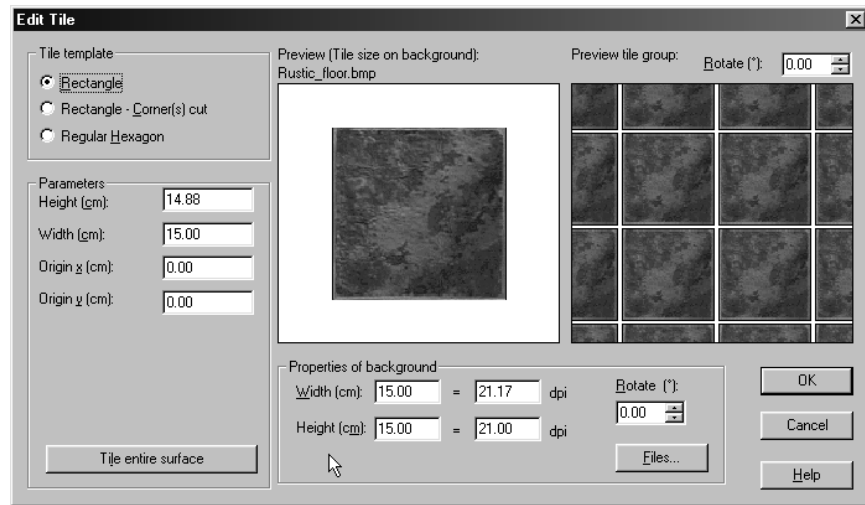 Edit Tile
Tile template
Rectangle
Rectangle - Corner(s) cut
Regular Hexagon
Parameters
Height (cm): 14.88
Width (cm): 15.00
Origin x (cm): 0.00
Origin y (cm): 0.00
Tile entire surface
Preview (Tile size on background):
Rustic_floor.bmp
Preview tile group: Rotate (°): 0.00
Properties of background
Width (cm): 15.00 = 21.17 dpi
Height (cm): 15.00 = 21.00 dpi
Rotate (°):
0.00
Files...
OK
Cancel
Help